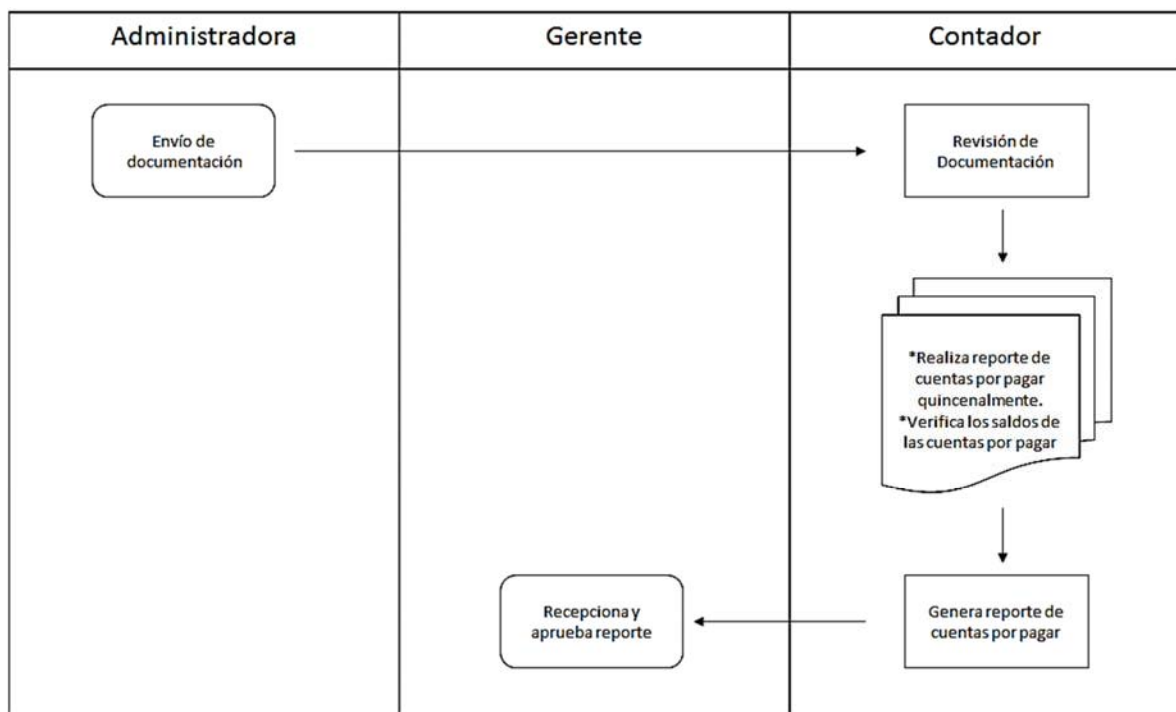 Administradora
Gerente
Contador
Envío de
documentación
Revisión de
Documentación
*Realiza reporte de
cuentas por pagar
quincenalmente.
*Verifica los saldos de
las cuentas por pagar
Recepciona y
aprueba reporte
Genera reporte de
cuentas por pagar